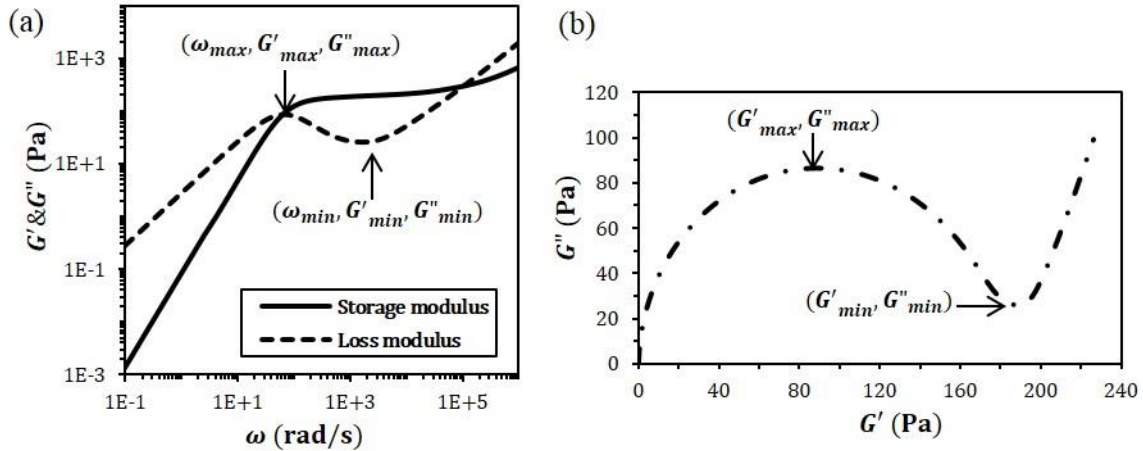 (a)
G'&G" (Pa)
1E+3
1E+1
1E-1
1E-3
(ω_max, G'_max, G"_max)
(ω_min, G'_min, G"_min)
Storage modulus
Loss modulus
1E-1 1E+1 1E+3 1E+5
ω (rad/s)
(b)
G" (Pa)
120
100
80
60
40
20
0
(G'_max, G"_max)
(G'_min, G"_min)
0 40 80 120 160 200 240
G' (Pa)